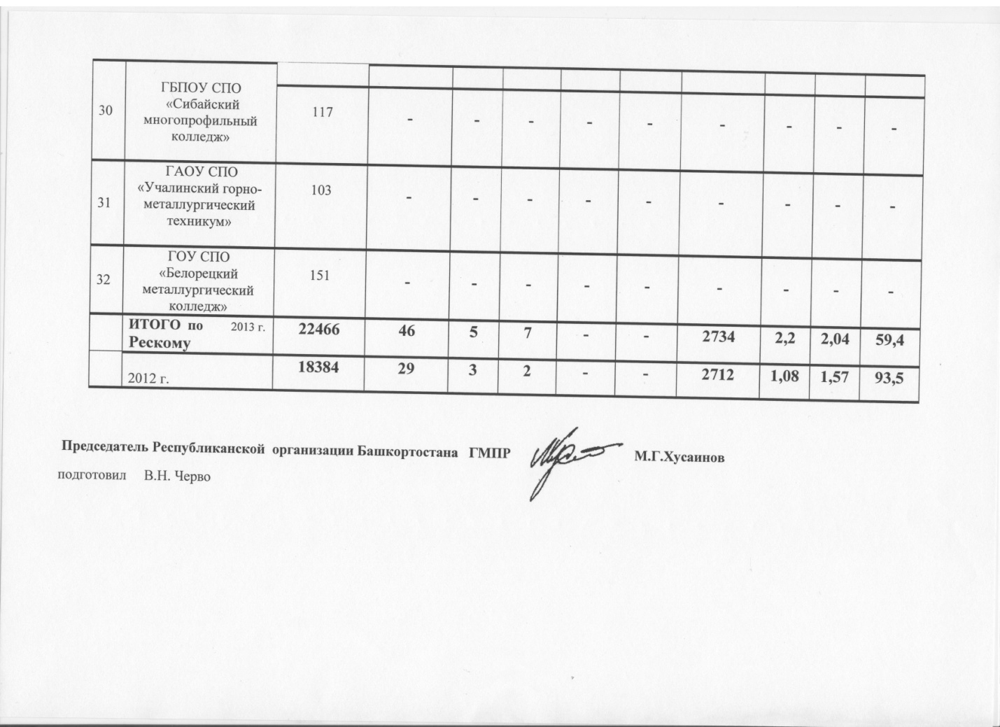 30 ГБПОУ СПО «Сибайский многопрофильный колледж» 117 - - - - - - - - -
31 ГАОУ СПО «Учалинский горно-металлургический техникум» 103 - - - - - - - - -
32 ГОУ СПО «Белорецкий металлургический колледж» 151 - - - - - - - - -
ИТОГО по 2013 г. Рескому 22466 46 5 7 - - 2734 2,2 2,04 59,4
2012 г. 18384 29 3 2 - - 2712 1,08 1,57 93,5
Председатель Республиканской организации Башкортостана ГМПР М.Г.Хусаинов
подготовил В.Н. Черво